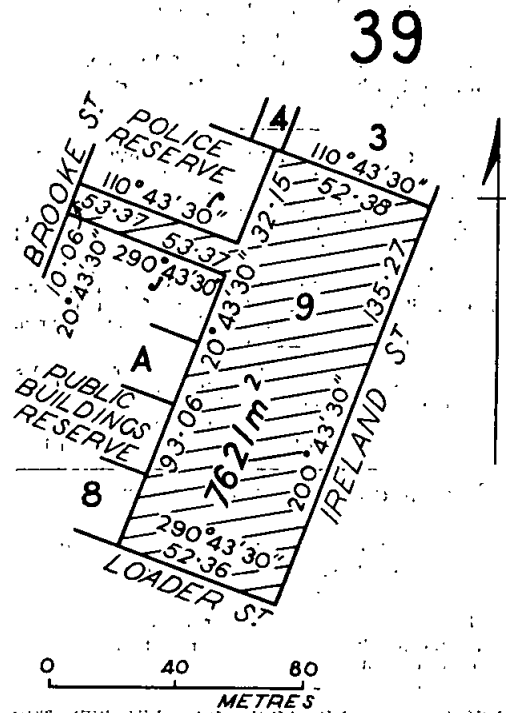 39
4
3
POLICE
RESERVE
BROOKE ST.
110°43'30"
53·37
53·37
290°43'30"
10·06
20°43'30"
110°43'30"
52·38
32·15
20°43'30"
93·06
9
135·27
200°43'30"
IRELAND ST
7621m²
A
PUBLIC
BUILDINGS
RESERVE
8
290°43'30"
52·36
LOADER ST.
0 40 80
METRES